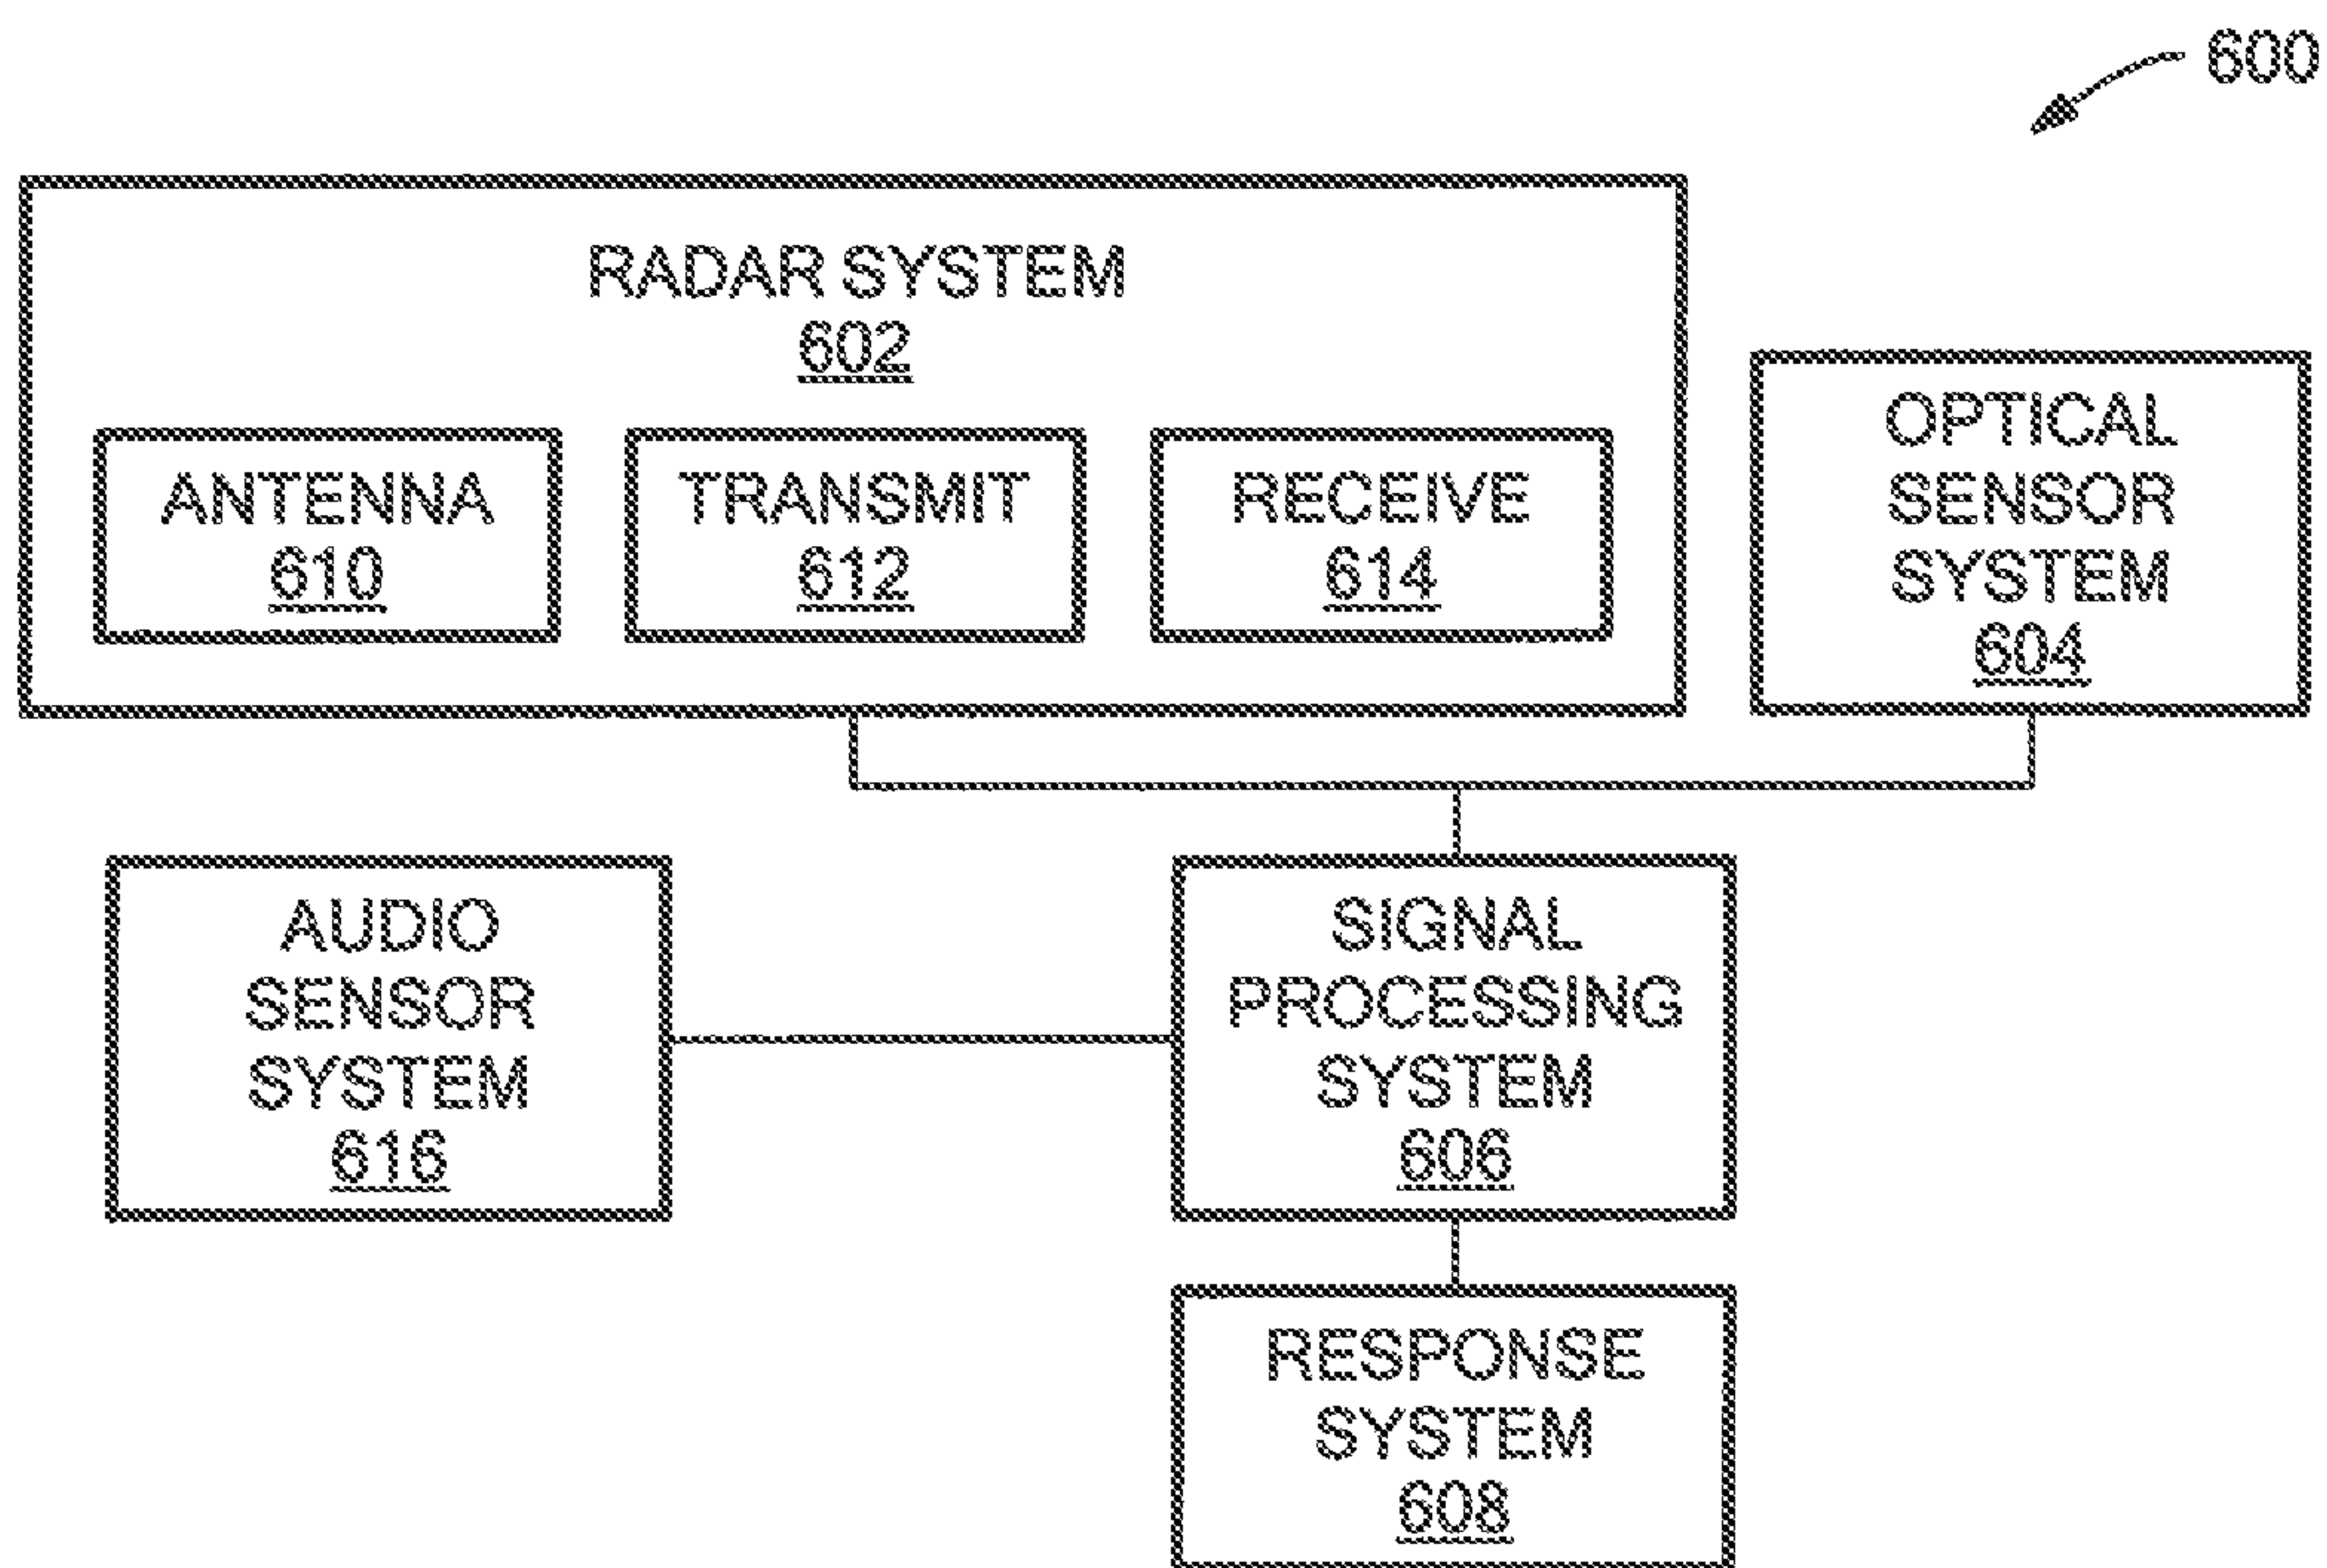 600
RADAR SYSTEM
602
ANTENNA
610
TRANSMIT
612
RECEIVE
614
OPTICAL
SENSOR
SYSTEM
604
AUDIO
SENSOR
SYSTEM
616
SIGNAL
PROCESSING
SYSTEM
606
RESPONSE
SYSTEM
608